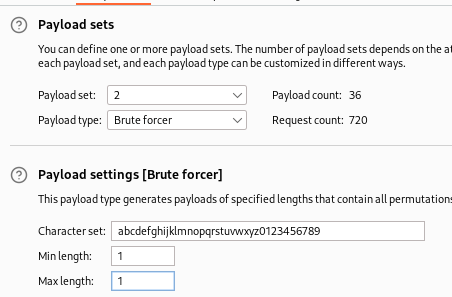 Payload sets
You can define one or more payload sets. The number of payload sets depends on the at
each payload set, and each payload type can be customized in different ways.
Payload set: 2 Payload count: 36
Payload type: Brute forcer Request count: 720
Payload settings [Brute forcer]
This payload type generates payloads of specified lengths that contain all permutations
Character set: abcdefghijklmnopqrstuvwxyz0123456789
Min length: 1
Max length: 1